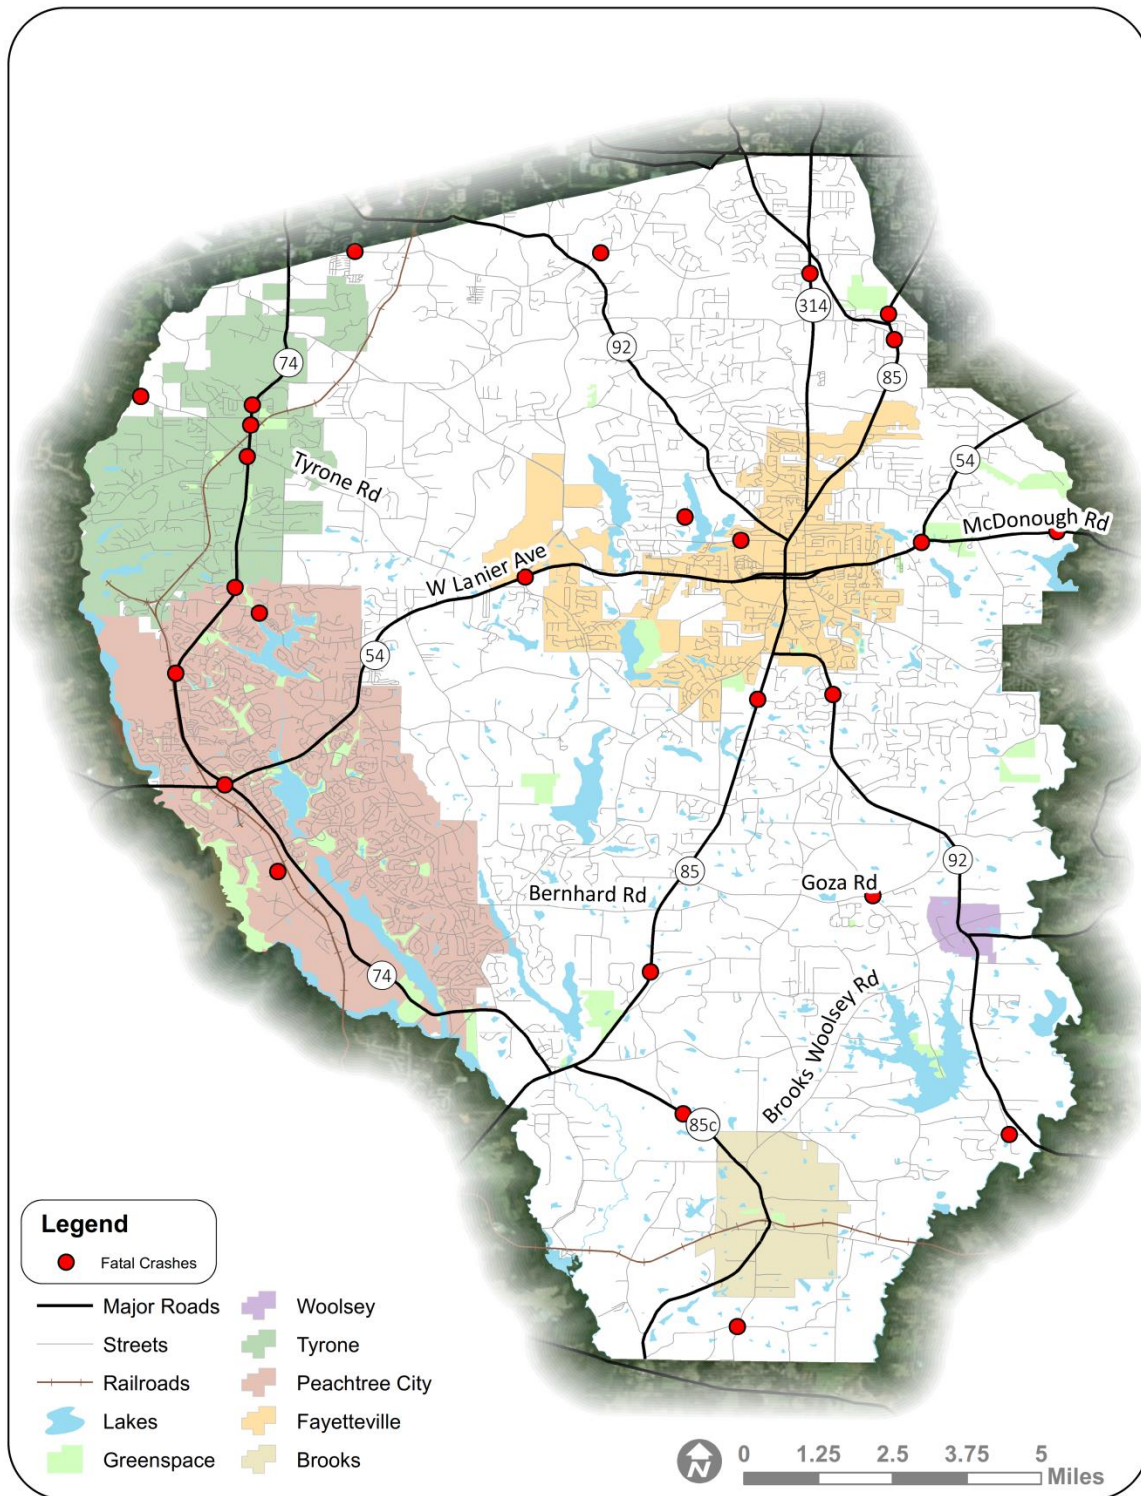 314
92
74
85
54
Tyrone Rd
McDonough Rd
W Lanier Ave
54
92
85
Goza Rd
Bernhard Rd
74
Brooks Woolsey Rd
85c
Legend
Fatal Crashes
Major Roads
Woolsey
Streets
Tyrone
Railroads
Peachtree City
Lakes
Fayetteville
Greenspace
Brooks
N
0 1.25 2.5 3.75 5
Miles